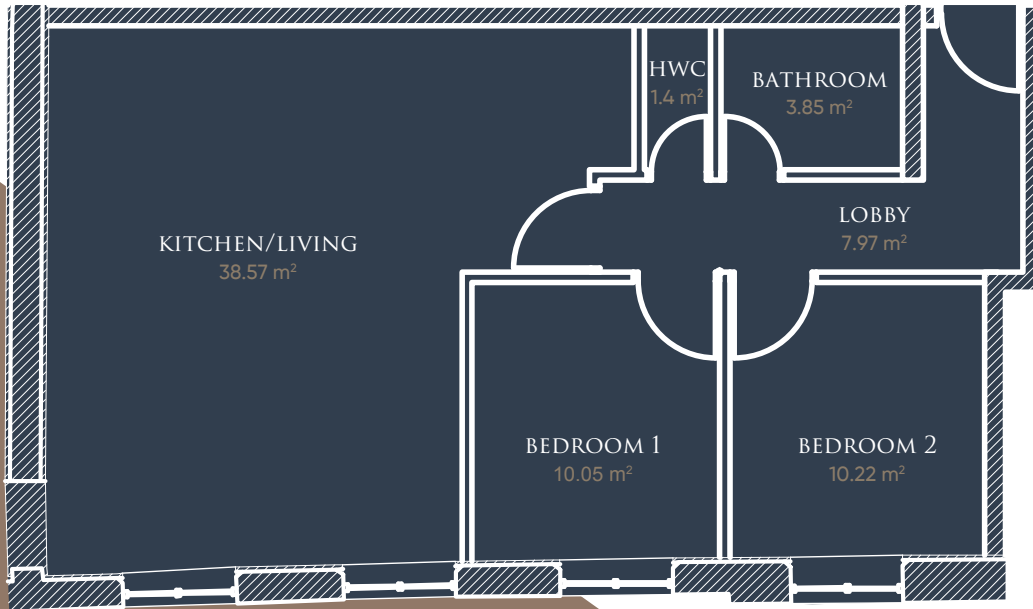 HWC
1.4 m²
BATHROOM
3.85 m²
LOBBY
7.97 m²
KITCHEN/LIVING
38.57 m²
BEDROOM 1
10.05 m²
BEDROOM 2
10.22 m²